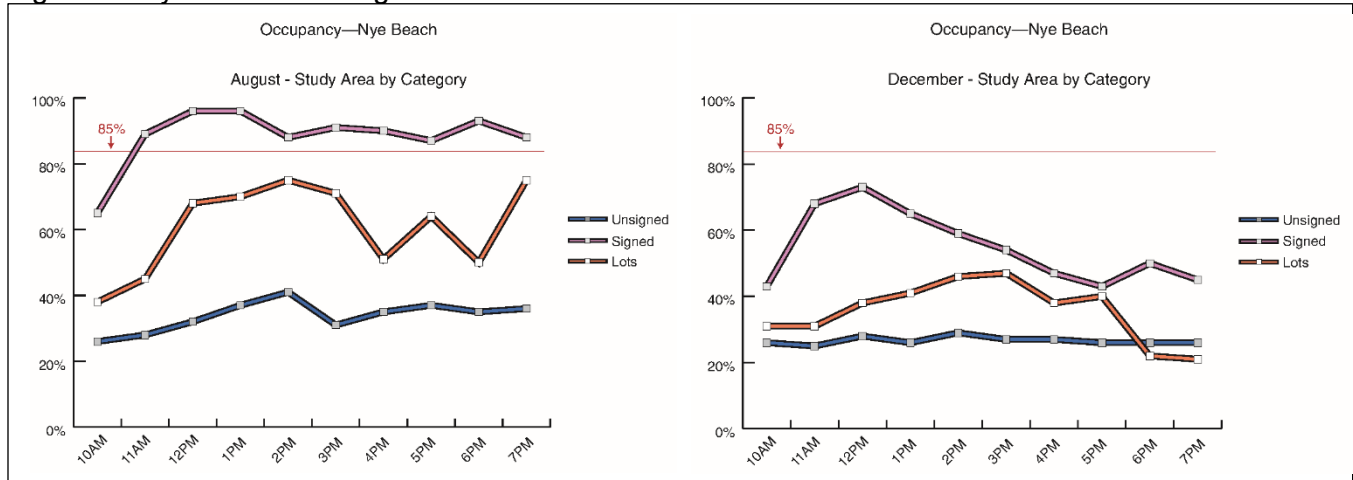 Occupancy—Nye Beach
August - Study Area by Category
100%
85%
80%
60%
40%
20%
0%
10AM
11AM
12PM
1PM
2PM
3PM
4PM
5PM
6PM
7PM
Unsigned
Signed
Lots
Occupancy—Nye Beach
December - Study Area by Category
100%
85%
80%
60%
40%
20%
0%
10AM
11AM
12PM
1PM
2PM
3PM
4PM
5PM
6PM
7PM
Unsigned
Signed
Lots